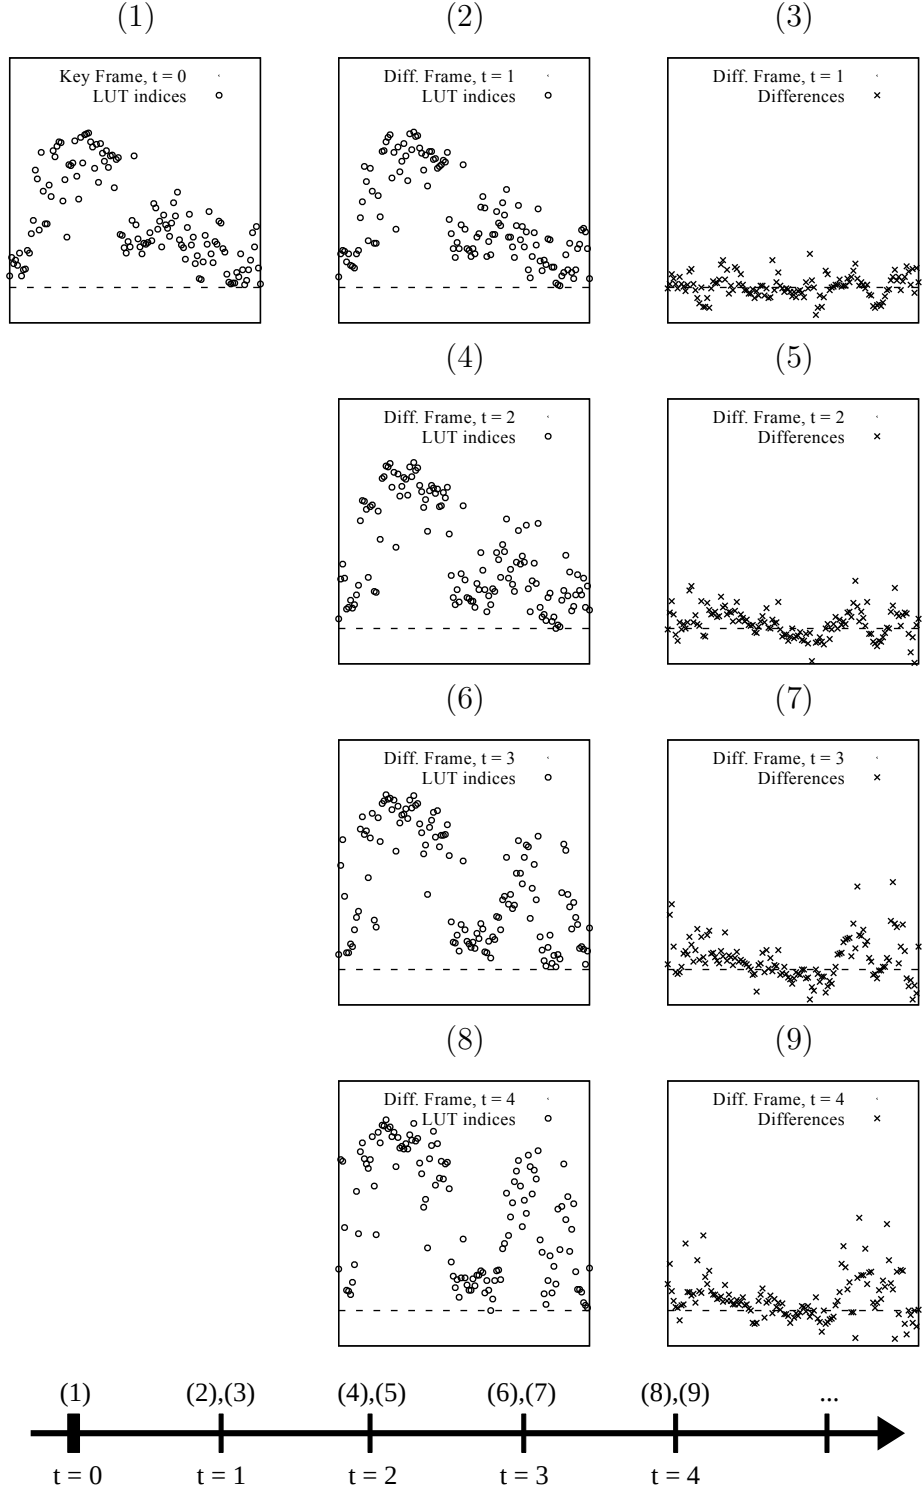 (1) (2) (3)
Key Frame, t = 0
LUT indices
Diff. Frame, t = 1
LUT indices
Diff. Frame, t = 1
Differences
(4) (5)
Diff. Frame, t = 2
LUT indices
Diff. Frame, t = 2
Differences
(6) (7)
Diff. Frame, t = 3
LUT indices
Diff. Frame, t = 3
Differences
(8) (9)
Diff. Frame, t = 4
LUT indices
Diff. Frame, t = 4
Differences
(1) (2),(3) (4),(5) (6),(7) (8),(9) ...
t = 0 t = 1 t = 2 t = 3 t = 4